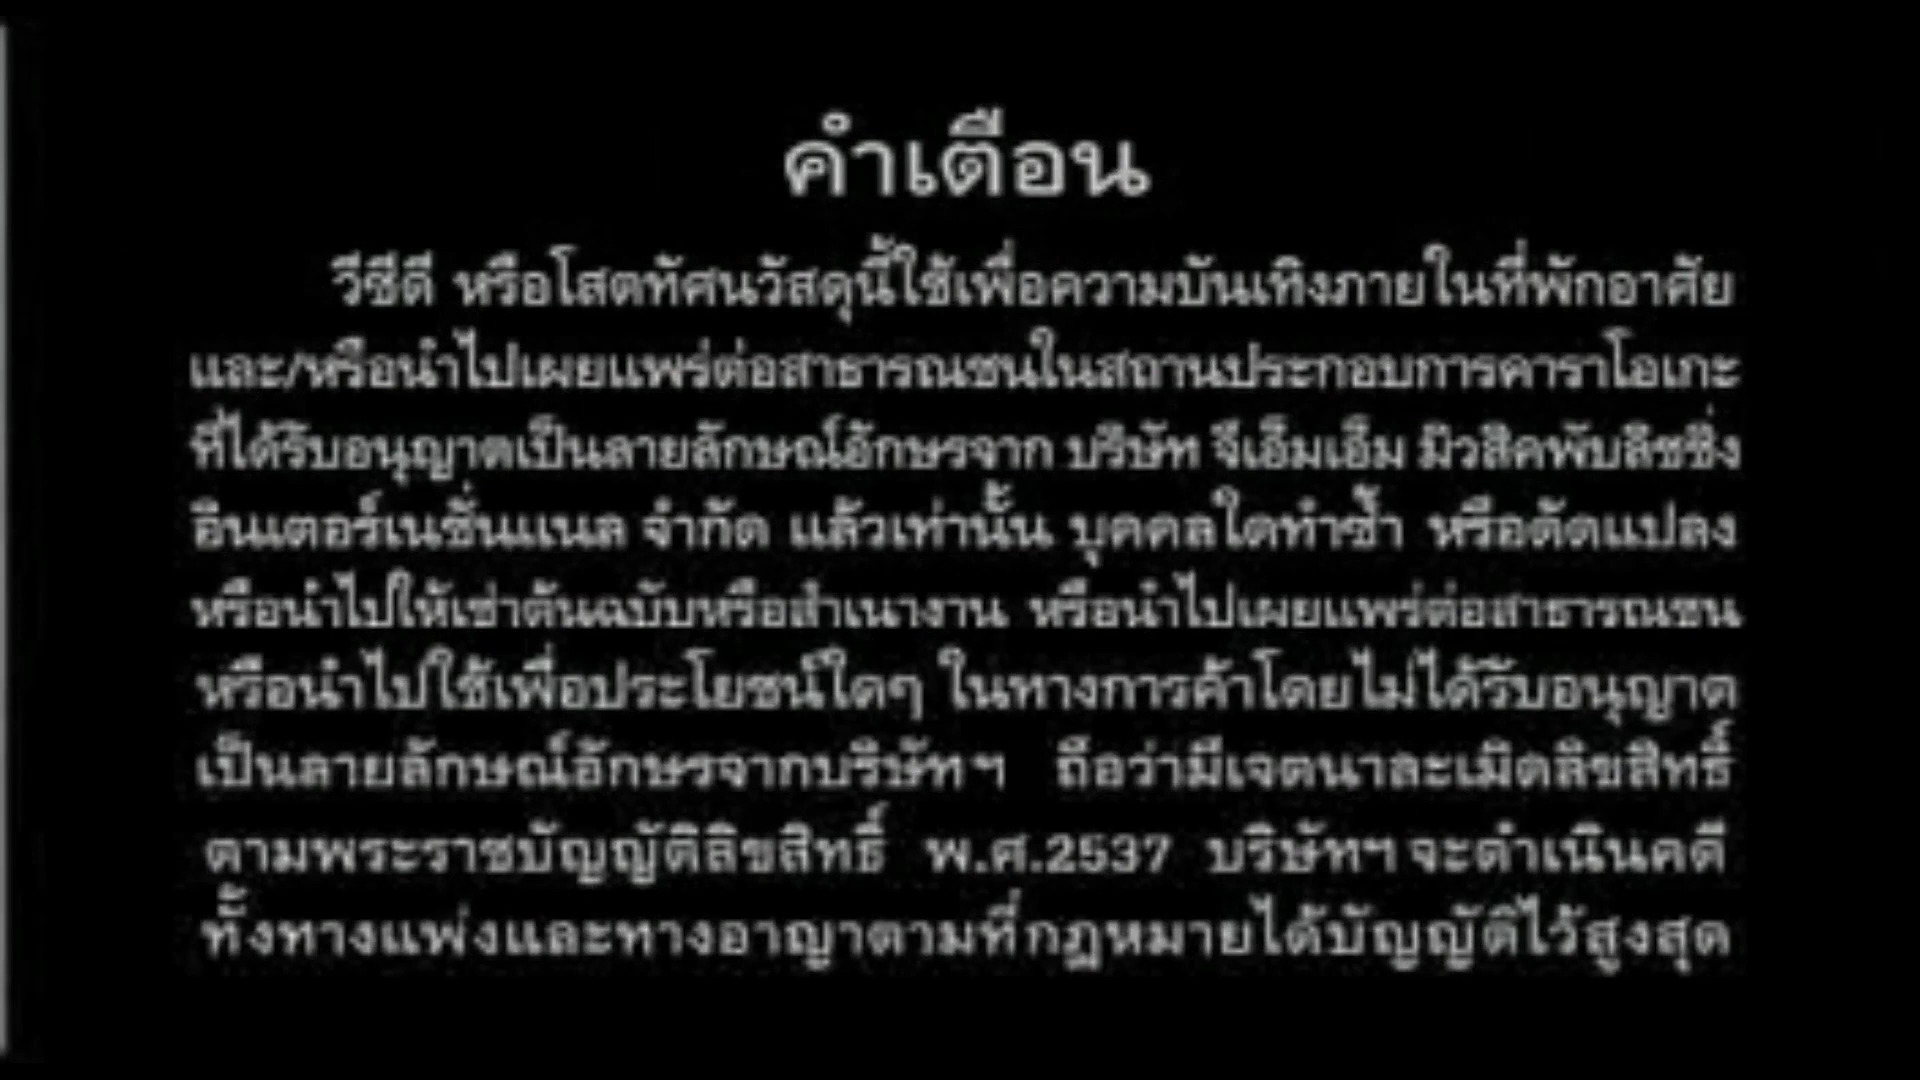 คำเตือน
วีซีดี หรือโสตทัศนวัสดุนี้ใช้เพื่อความบันเทิงภายในที่พักอาศัย
และ/หรือนำไปเผยแพร่ต่อสาธารณชนในสถานประกอบการคาราโอเกะ
ที่ได้รับอนุญาตเป็นลายลักษณ์อักษรจาก บริษัท จีเอ็มเอ็ม มิวสิคพับลิชชิ่ง
อินเตอร์เนชั่นแนล จำกัด แล้วเท่านั้น บุคคลใดทำซ้ำ หรือดัดแปลง
หรือนำไปให้เช่าต้นฉบับหรือสำเนางาน หรือนำไปเผยแพร่ต่อสาธารณชน
หรือนำไปใช้เพื่อประโยชน์ใดๆ ในทางการค้าโดยไม่ได้รับอนุญาต
เป็นลายลักษณ์อักษรจากบริษัทฯ ถือว่ามีเจตนาละเมิดลิขสิทธิ์
ตามพระราชบัญญัติลิขสิทธิ์ พ.ศ.2537 บริษัทฯ จะดำเนินคดี
ทั้งทางแพ่งและทางอาญาตามที่กฎหมายได้บัญญัติไว้สูงสุด